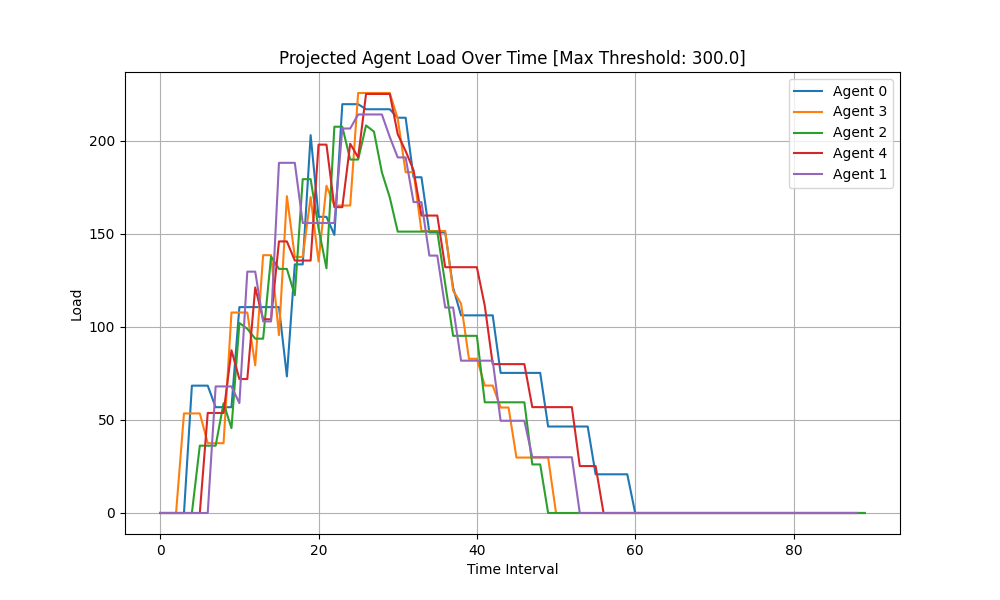 Projected Agent Load Over Time [Max Threshold: 300.0]
Agent 0
Agent 3
Agent 2
Agent 4
Agent 1
Load
200
150
100
50
0
0 20 40 60 80
Time Interval